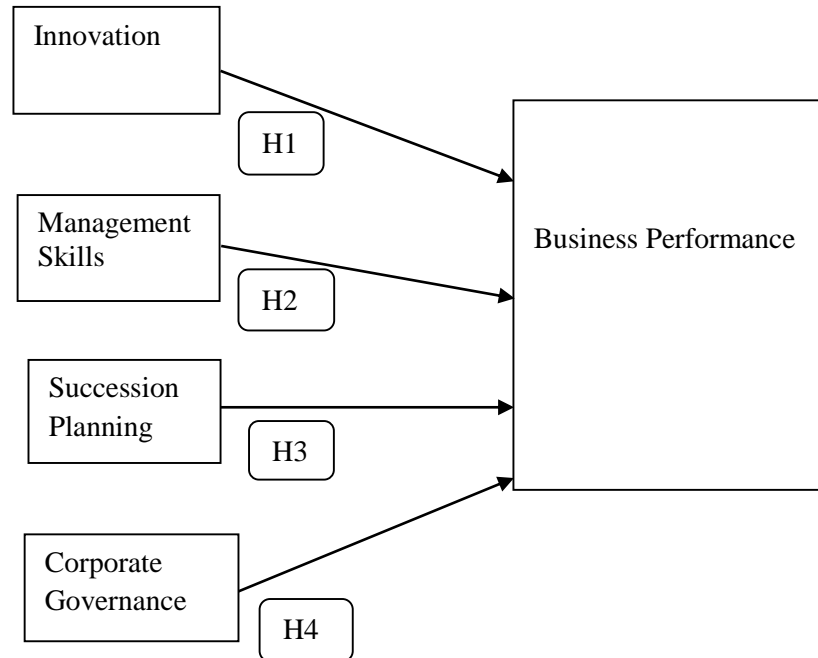 Innovation
H1
Management
Skills
Business Performance
H2
Succession
Planning
H3
Corporate
Governance
H4